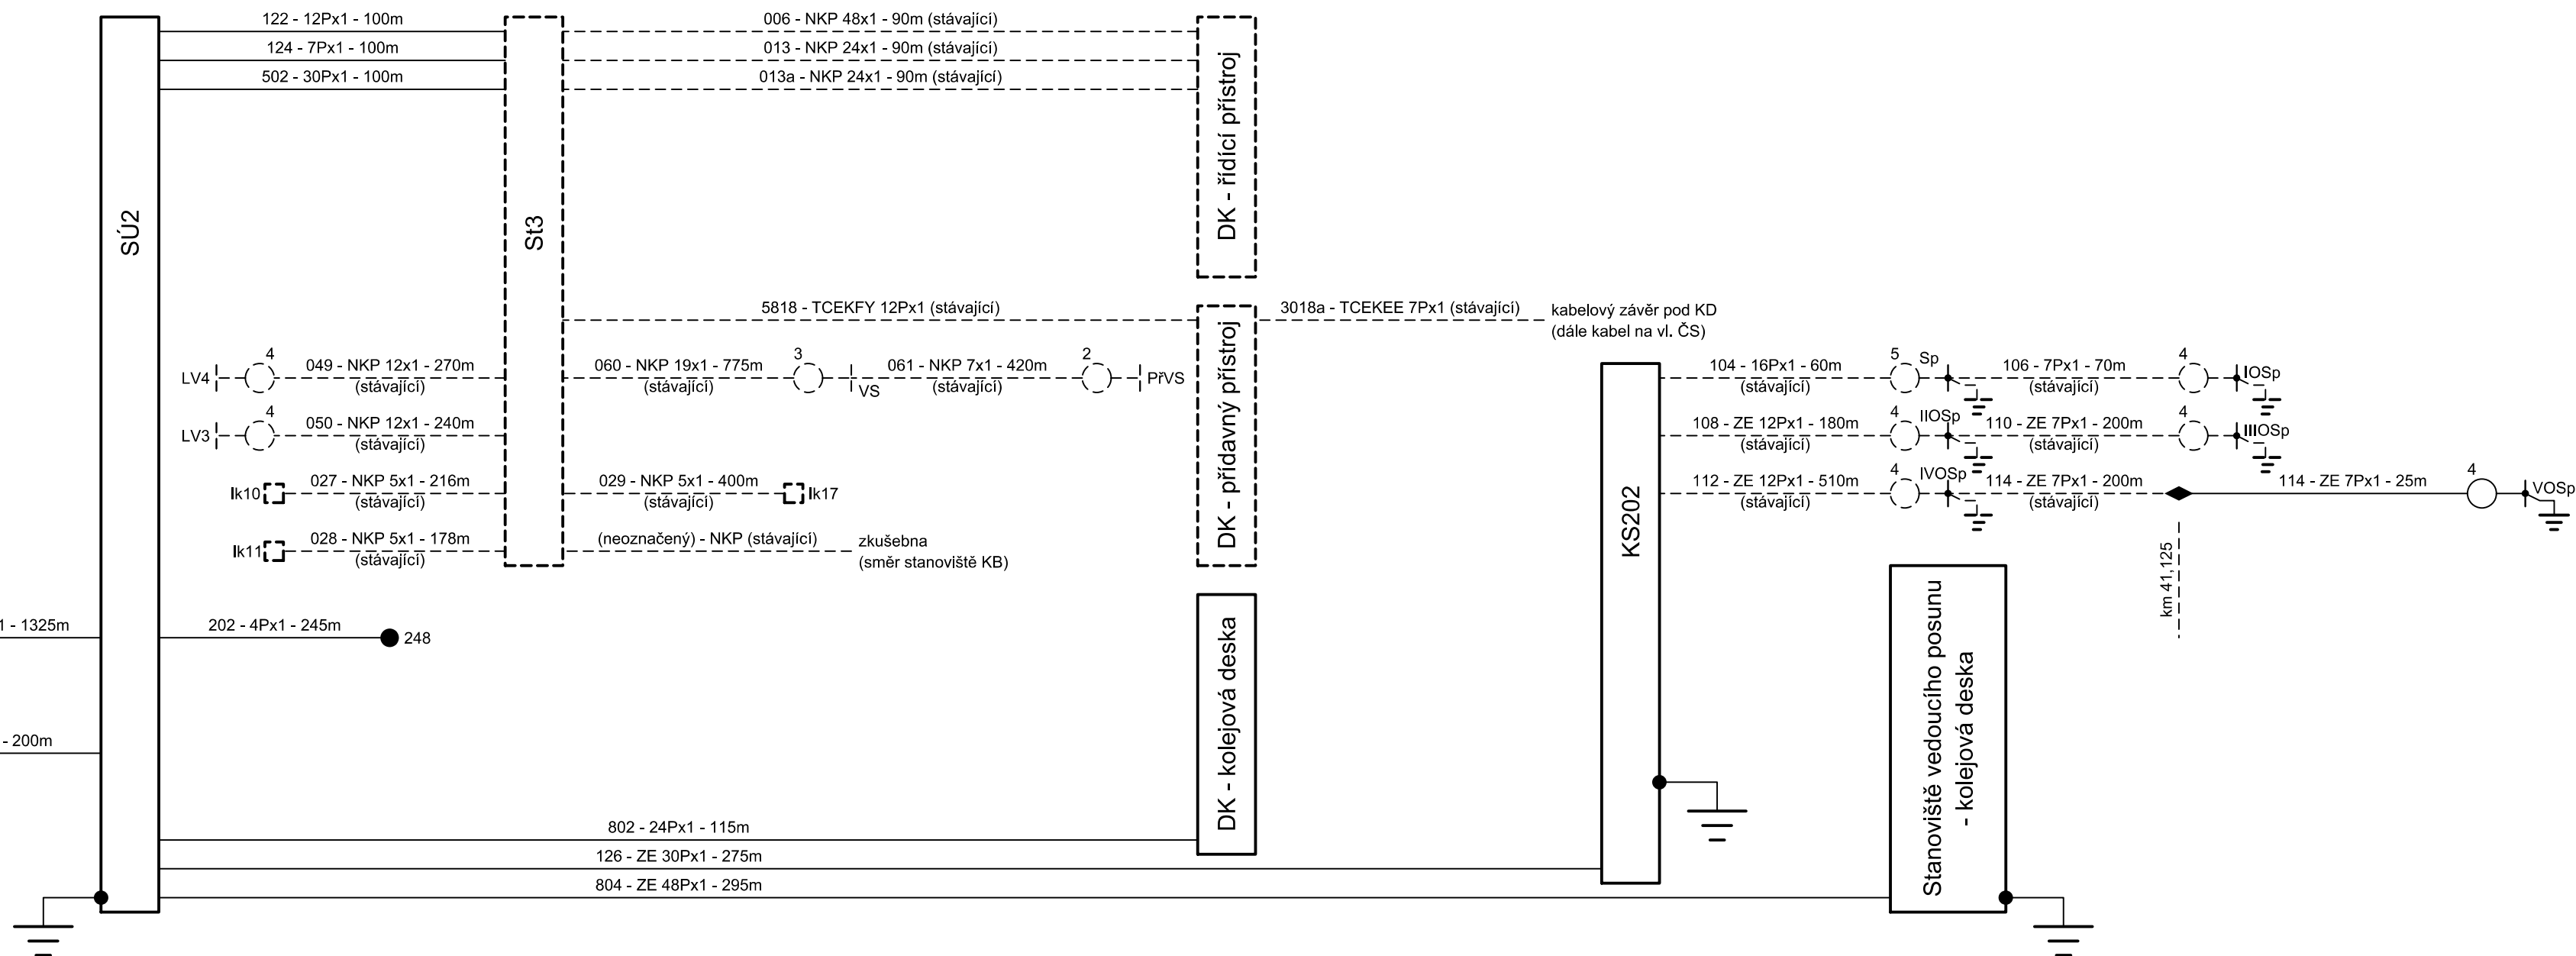 122 - 12Px1 - 100m
124 - 7Px1 - 100m
502 - 30Px1 - 100m
006 - NKP 48x1 - 90m (stávající)
013 - NKP 24x1 - 90m (stávající)
013a - NKP 24x1 - 90m (stávající)
SÚ2
St3
DK - řídící přístroj
5818 - TCEKFY 12Px1 (stávající)
3018a - TCEKEE 7Px1 (stávající)
kabelový závěr pod KD
(dále kabel na vl. ČS)
DK - přídavný přístroj
LV4
4
049 - NKP 12x1 - 270m
(stávající)
060 - NKP 19x1 - 775m
(stávající)
3
VS
061 - NKP 7x1 - 420m
(stávající)
2
PřVS
LV3
4
050 - NKP 12x1 - 240m
(stávající)
Ik10
027 - NKP 5x1 - 216m
(stávající)
029 - NKP 5x1 - 400m
(stávající)
Ik17
Ik11
028 - NKP 5x1 - 178m
(stávající)
(neoznačený) - NKP (stávající)
zkušebna
(směr stanoviště KB)
KS202
104 - 16Px1 - 60m
(stávající)
5
Sp
106 - 7Px1 - 70m
(stávající)
4
IOSp
108 - ZE 12Px1 - 180m
(stávající)
4
IIOSp
110 - ZE 7Px1 - 200m
(stávající)
4
IIIOSp
112 - ZE 12Px1 - 510m
(stávající)
4
IVOSp
114 - ZE 7Px1 - 200m
(stávající)
114 - ZE 7Px1 - 25m
4
VOSp
km 41,125
1 - 1325m
202 - 4Px1 - 245m
248
- 200m
DK - kolejová deska
Stanoviště vedoucího posunu
- kolejová deska
802 - 24Px1 - 115m
126 - ZE 30Px1 - 275m
804 - ZE 48Px1 - 295m